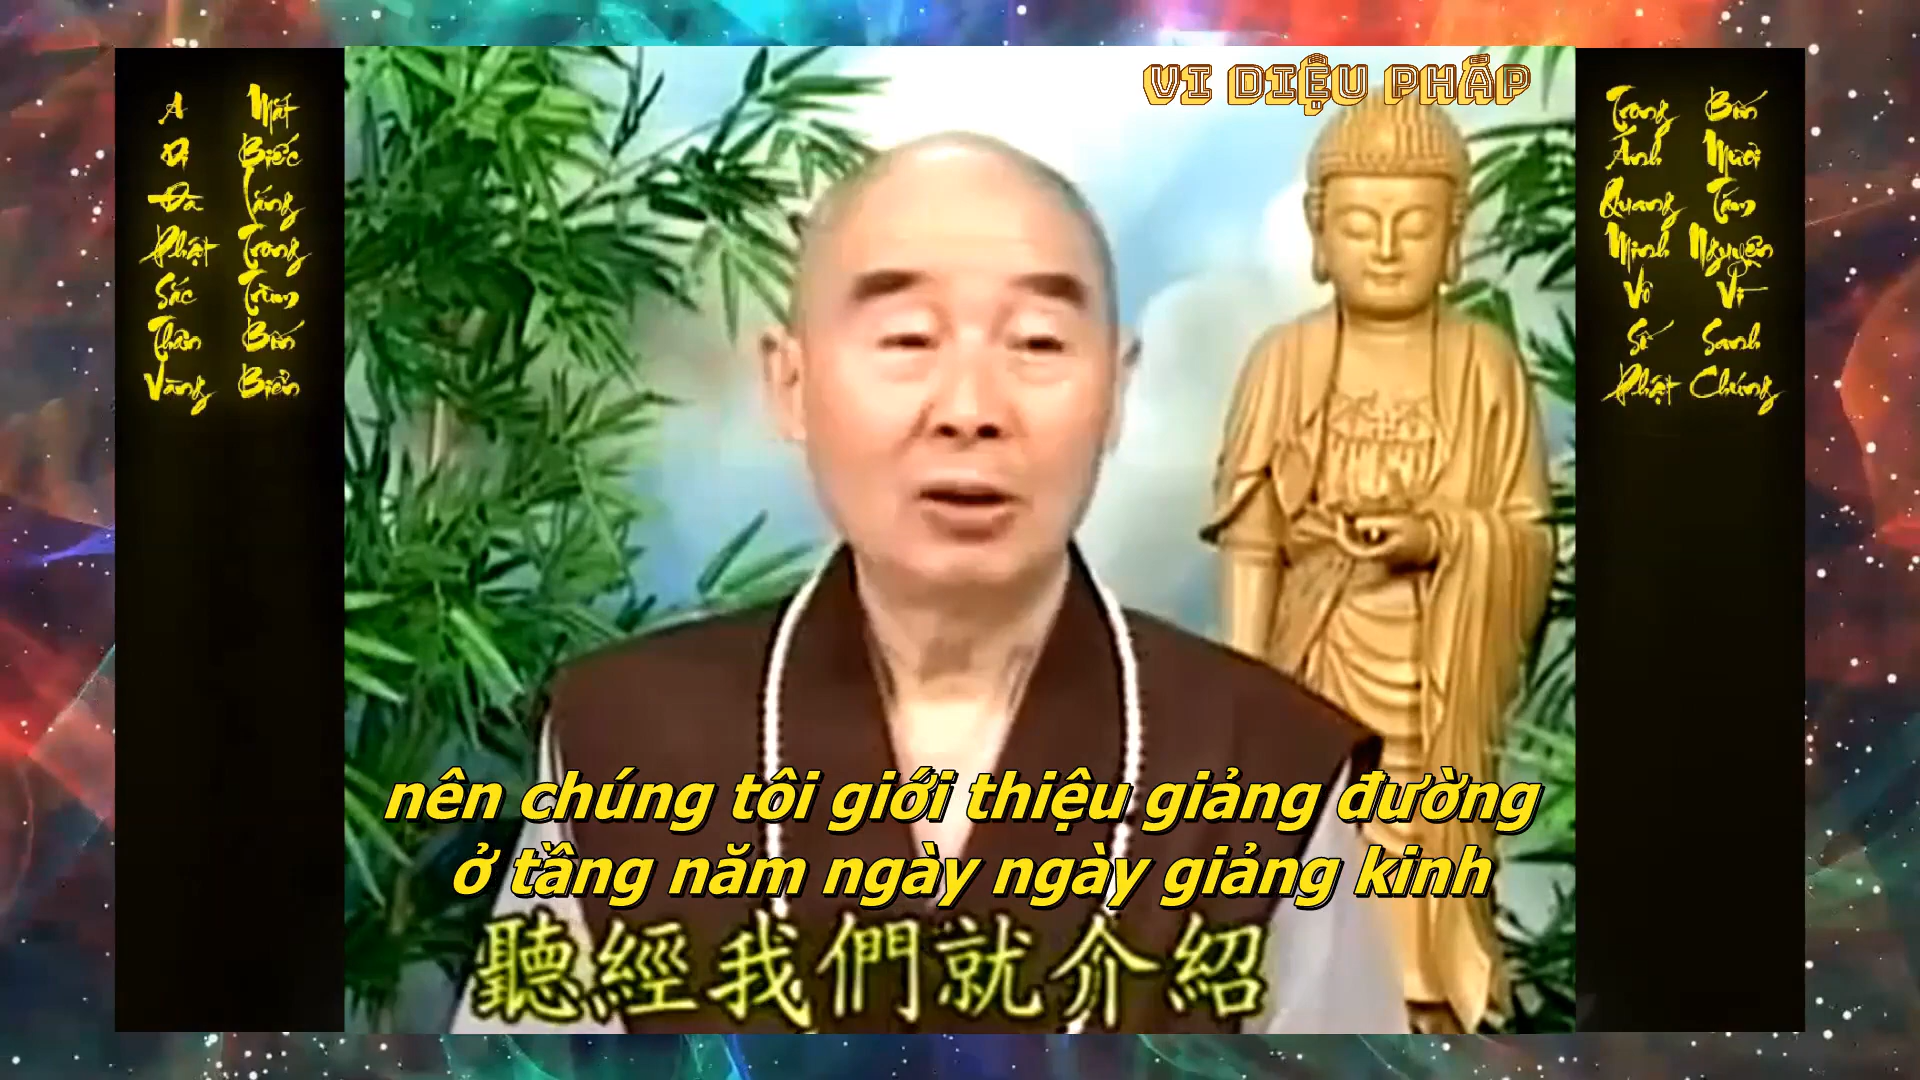 VI DIỆU PHÁP
A Mắt
Di Biếc
Đà Lắng
Phật Trong
Sắc Trùm
Thân Bốn
Vàng Biển
Trong Bốn
Ánh Mươi
Quang Tám
Minh Nguyện
Vô Vì
Số Sanh
Phật Chúng
nên chúng tôi giới thiệu giảng đường
ở tầng năm ngày ngày giảng kinh
聽經我們就介紹